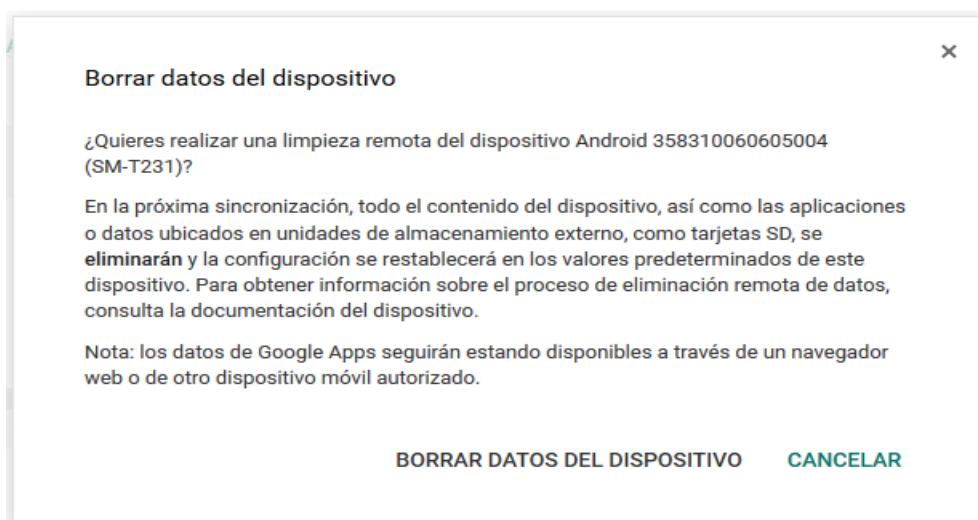 ×
Borrar datos del dispositivo
¿Quieres realizar una limpieza remota del dispositivo Android 358310060605004
(SM-T231)?
En la próxima sincronización, todo el contenido del dispositivo, así como las aplicaciones
o datos ubicados en unidades de almacenamiento externo, como tarjetas SD, se
eliminarán y la configuración se restablecerá en los valores predeterminados de este
dispositivo. Para obtener información sobre el proceso de eliminación remota de datos,
consulta la documentación del dispositivo.
Nota: los datos de Google Apps seguirán estando disponibles a través de un navegador
web o de otro dispositivo móvil autorizado.
BORRAR DATOS DEL DISPOSITIVO CANCELAR